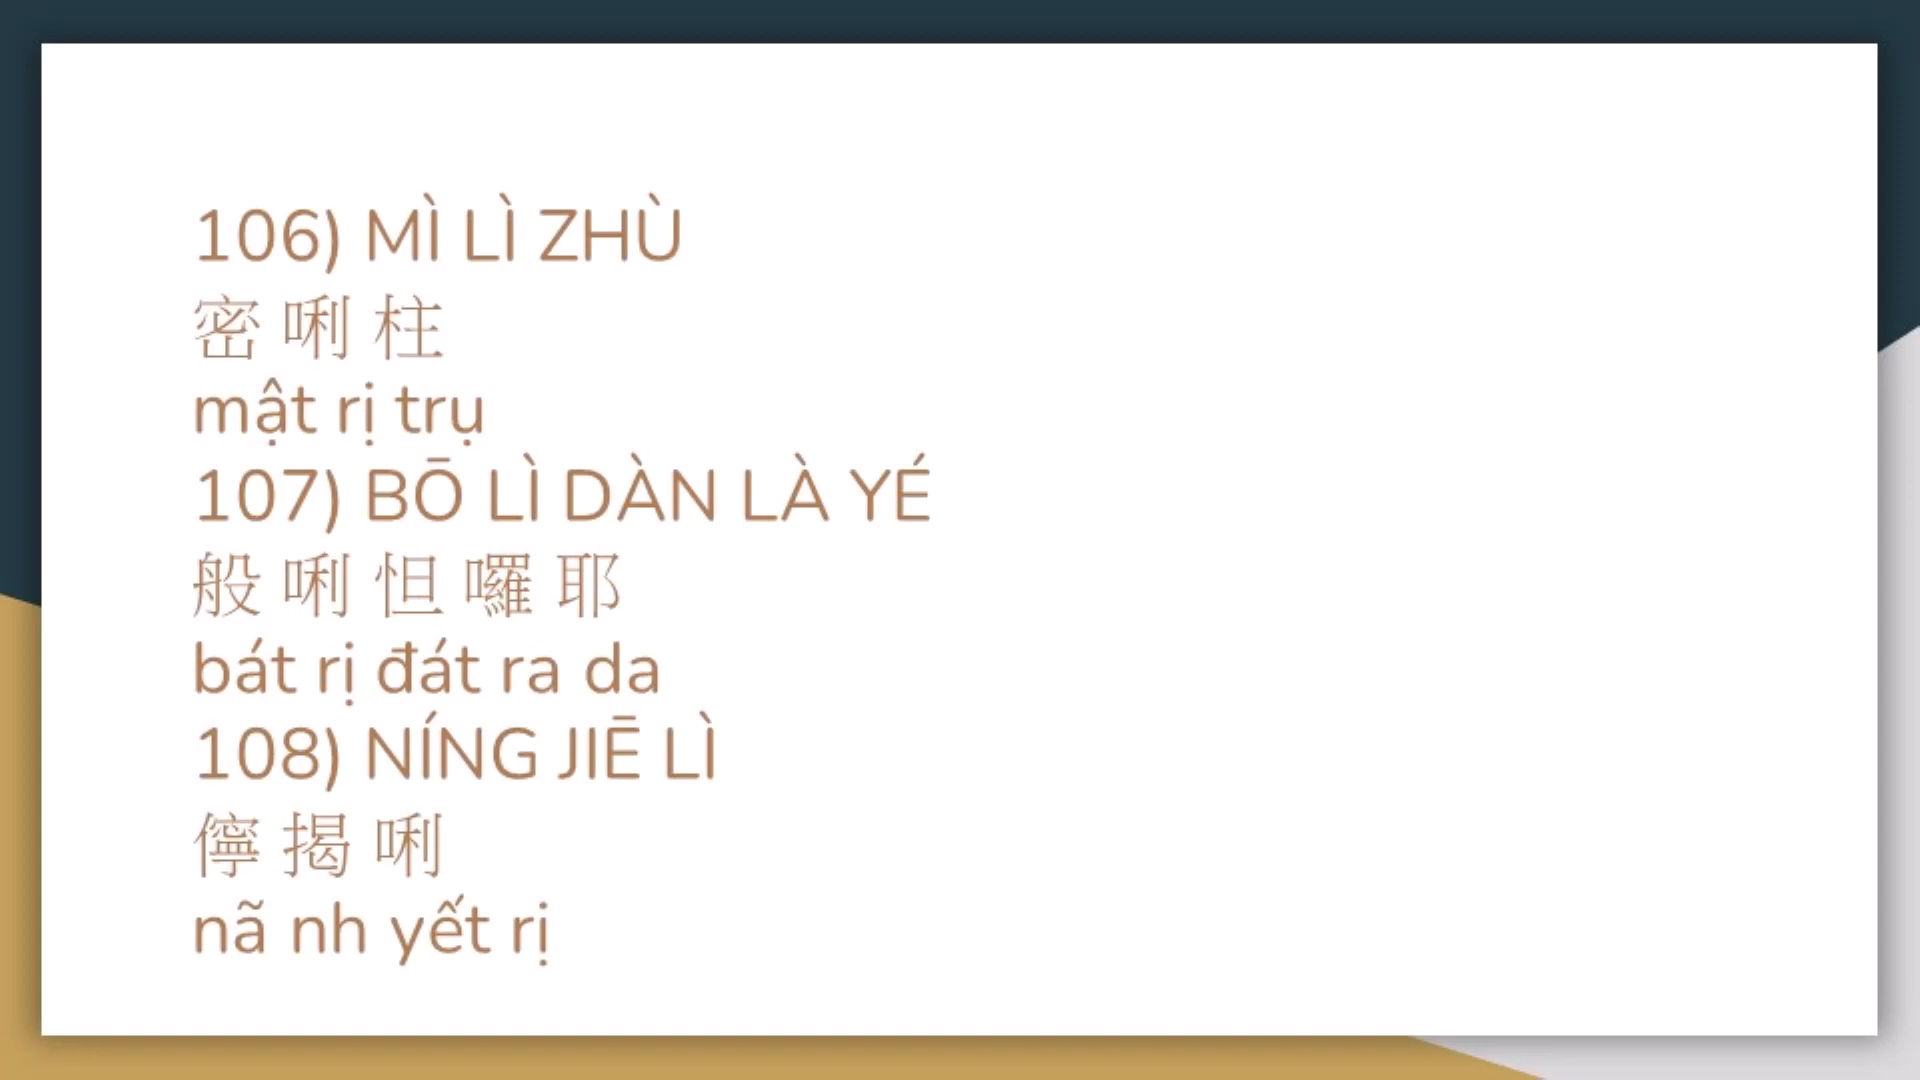 106) MÌ LÌ ZHÙ
密 唎 柱
mật rị trụ
107) BŌ LÌ DÀN LÀ YÉ
般 唎 怛 囉 耶
bát rị đát ra da
108) NÍNG JIĒ LÌ
儜 揭 唎
nã nh yết rị